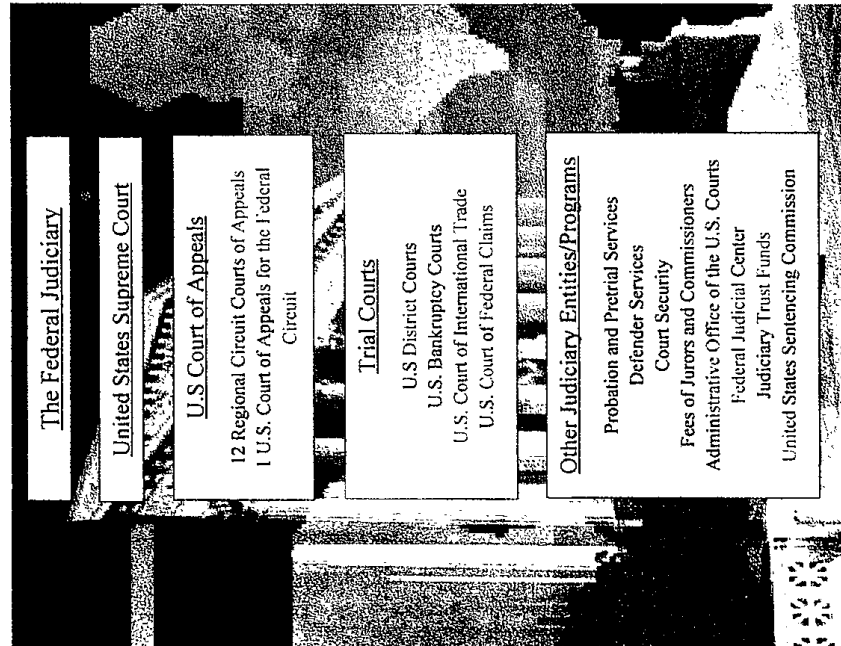 The Federal Judiciary
United States Supreme Court
U.S Court of Appeals
12 Regional Circuit Courts of Appeals
1 U.S. Court of Appeals for the Federal
Circuit
Trial Courts
U.S District Courts
U.S. Bankruptcy Courts
U.S. Court of International Trade
U.S. Court of Federal Claims
Other Judiciary Entities/Programs
Probation and Pretrial Services
Defender Services
Court Security
Fees of Jurors and Commissioners
Administrative Office of the U.S. Courts
Federal Judicial Center
Judiciary Trust Funds
United States Sentencing Commission